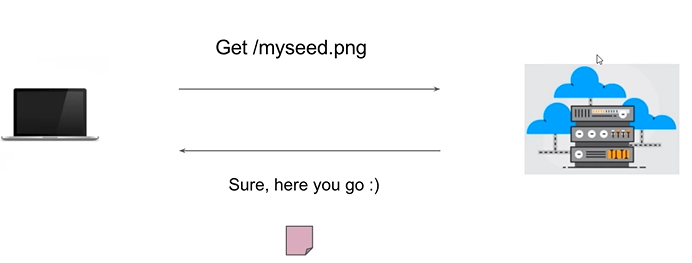 Get /myseed.png
Sure, here you go :)